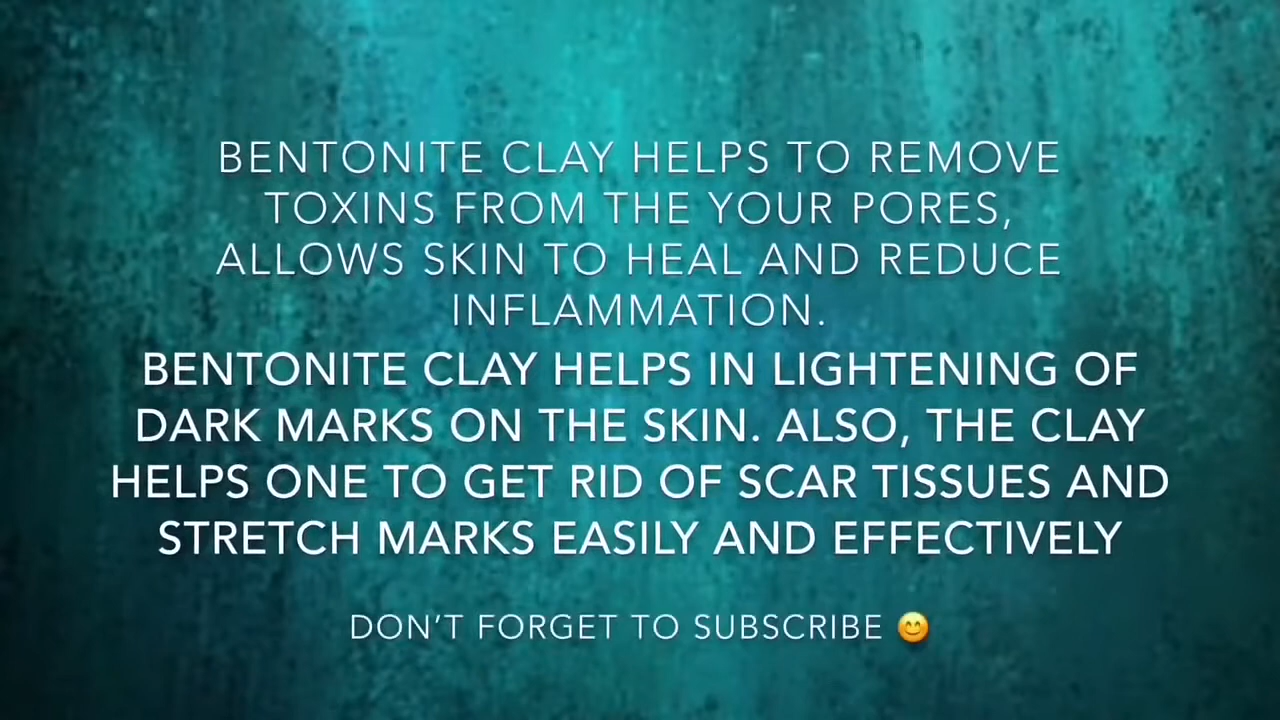 BENTONITE CLAY HELPS TO REMOVE
TOXINS FROM THE YOUR PORES,
ALLOWS SKIN TO HEAL AND REDUCE
INFLAMMATION.
BENTONITE CLAY HELPS IN LIGHTENING OF
DARK MARKS ON THE SKIN. ALSO, THE CLAY
HELPS ONE TO GET RID OF SCAR TISSUES AND
STRETCH MARKS EASILY AND EFFECTIVELY
DON'T FORGET TO SUBSCRIBE 😊